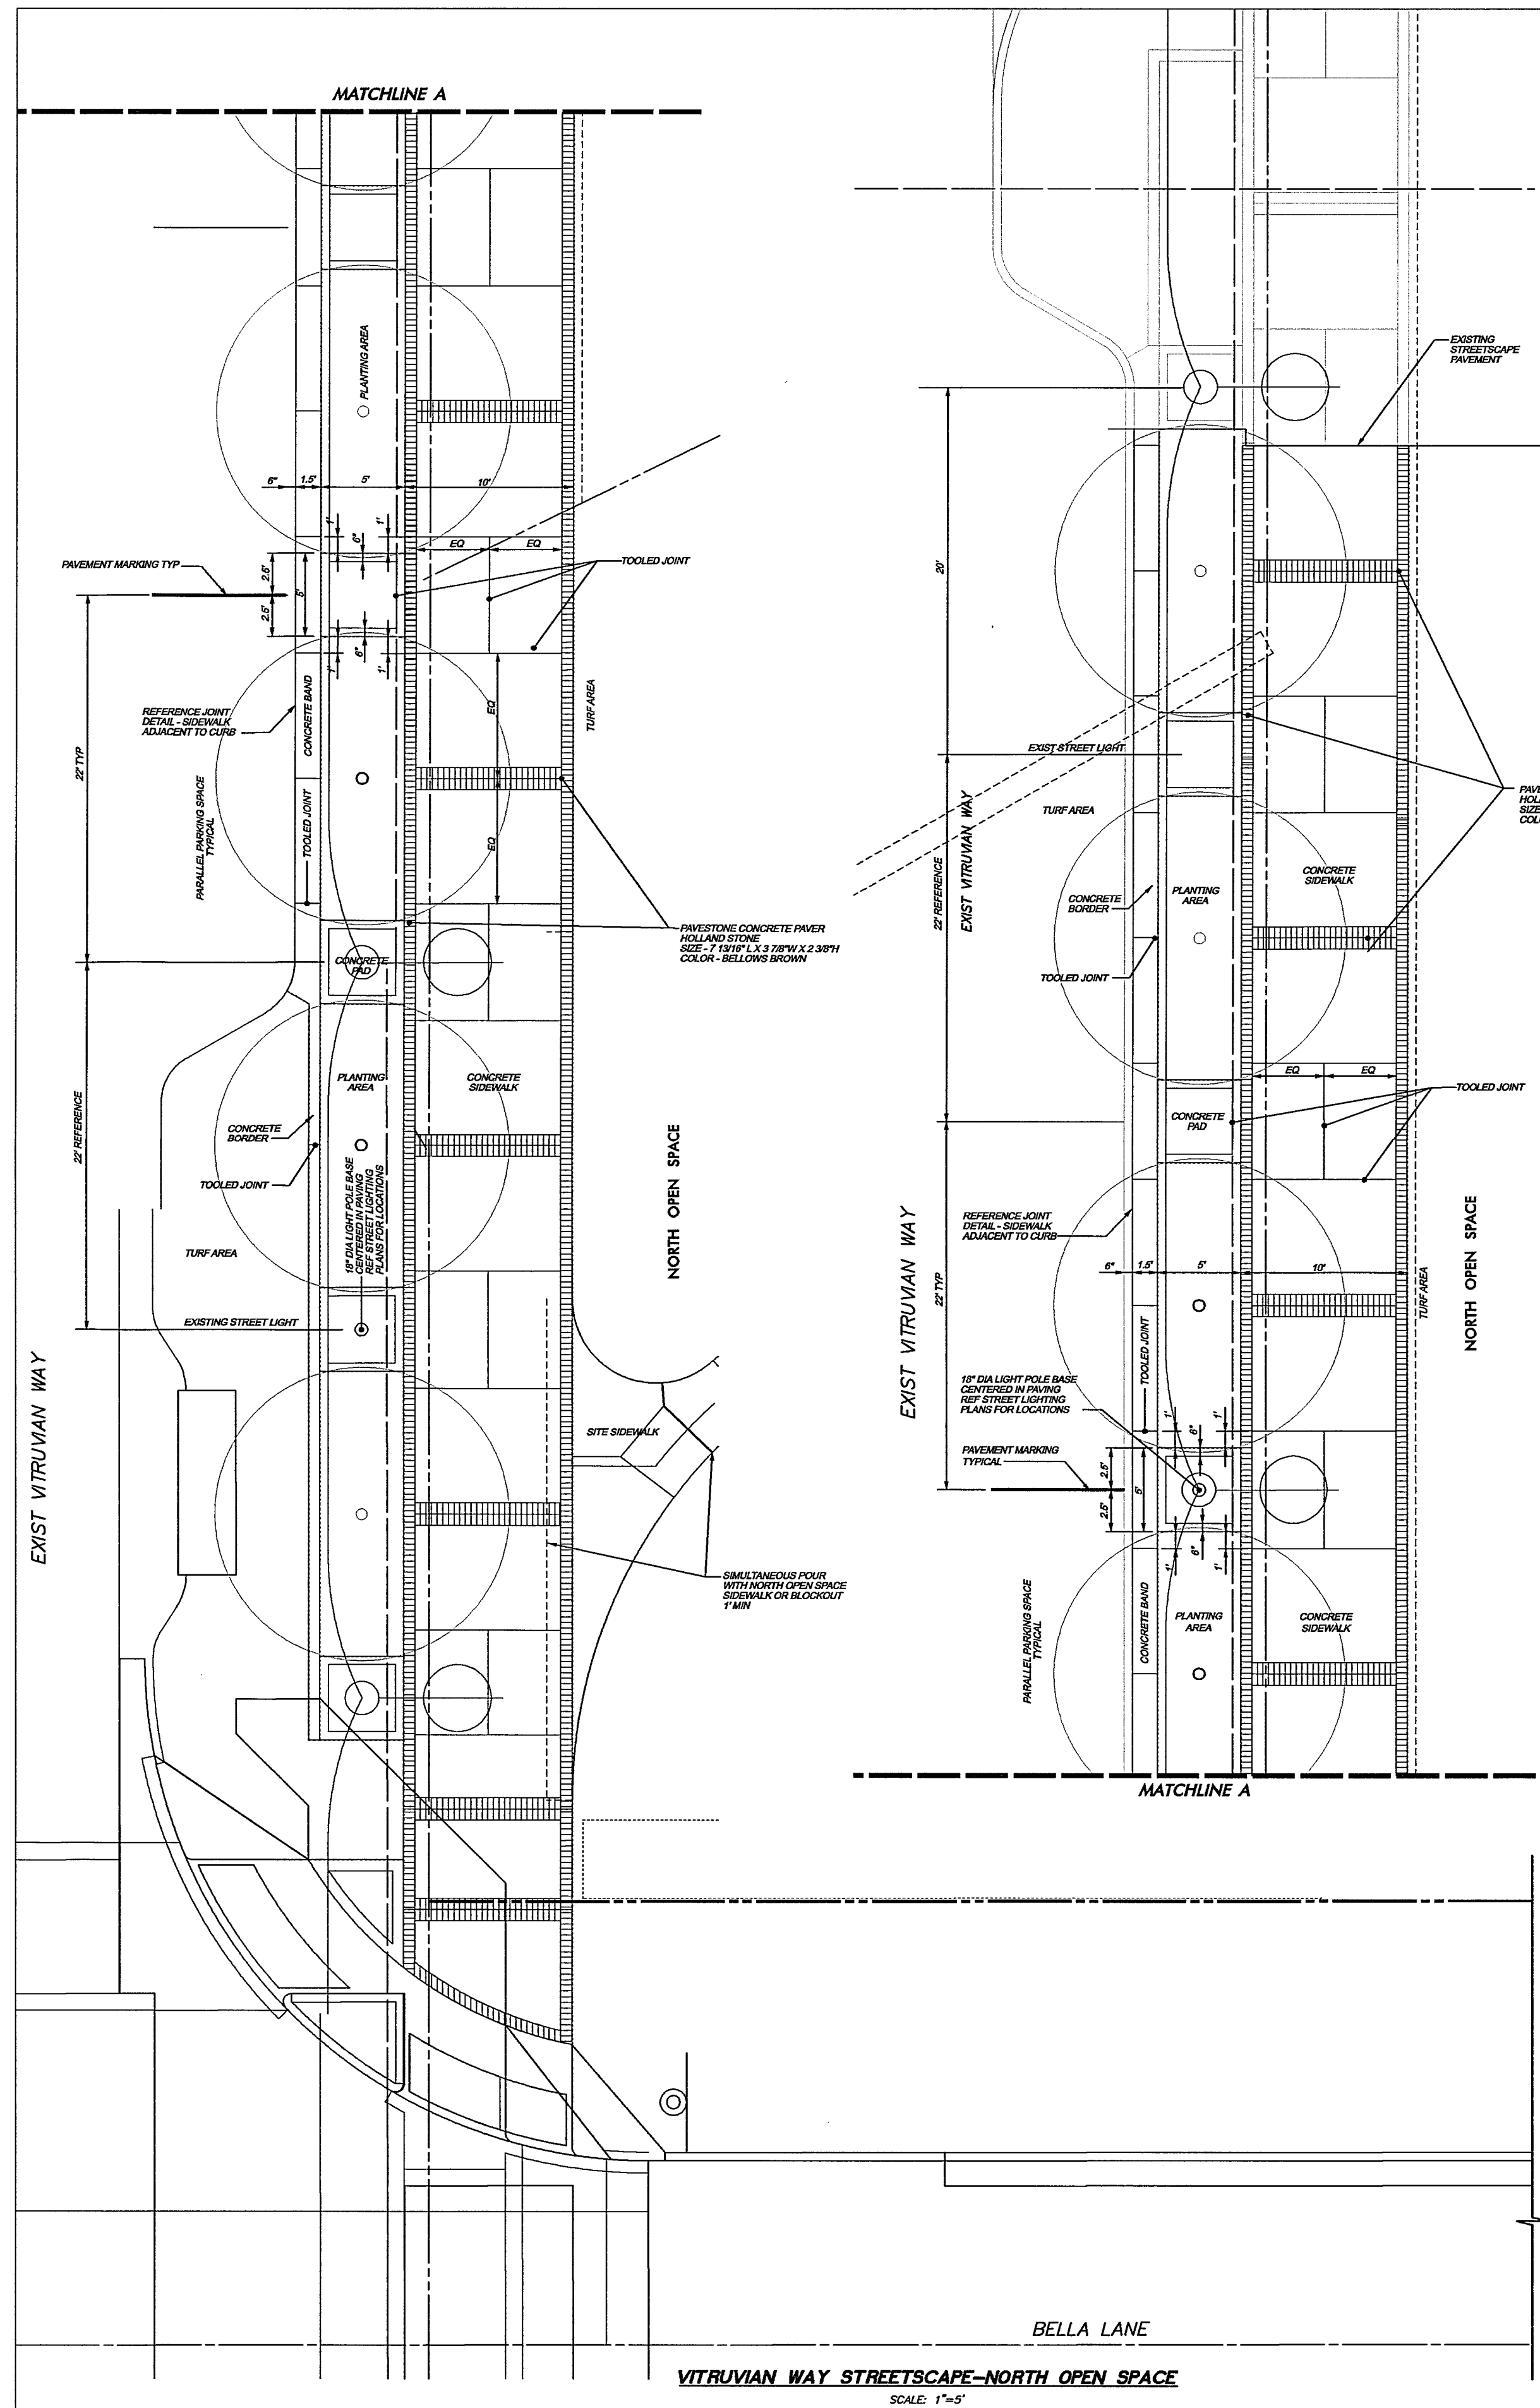 MATCHLINE A
PLANTING AREA
6"
1.5'
5'
10'
1'
1'
6"
EQ
EQ
TOOLED JOINT
PAVEMENT MARKING TYP
2.5'
5'
2.5'
6"
1'
1'
REFERENCE JOINT
DETAIL - SIDEWALK
ADJACENT TO CURB
CONCRETE BAND
EQ
TURF AREA
22' TYP
PARALLEL PARKING SPACE
TYPICAL
TOOLED JOINT
EQ
PAVESTONE CONCRETE PAVER
HOLLAND STONE
SIZE - 7 13/16" L X 3 7/8"W X 2 3/8"H
COLOR - BELLOWS BROWN
CONCRETE
PAD
PLANTING
AREA
CONCRETE
SIDEWALK
22' REFERENCE
CONCRETE
BORDER
TOOLED JOINT
18" DIA LIGHT POLE BASE
CENTERED IN PAVING
REF STREET LIGHTING
PLANS FOR LOCATIONS
NORTH OPEN SPACE
TURF AREA
EXISTING STREET LIGHT
EXIST VITRUVIAN WAY
SITE SIDEWALK
SIMULTANEOUS POUR
WITH NORTH OPEN SPACE
SIDEWALK OR BLOCKOUT
1' MIN
EXISTING
STREETSCAPE
PAVEMENT
20'
EXIST STREET LIGHT
EXIST VITRUVIAN WAY
TURF AREA
22' REFERENCE
CONCRETE
BORDER
PLANTING
AREA
CONCRETE
SIDEWALK
TOOLED JOINT
EQ
EQ
TOOLED JOINT
CONCRETE
PAD
REFERENCE JOINT
DETAIL - SIDEWALK
ADJACENT TO CURB
EXIST VITRUVIAN WAY
22' TYP
6"
1.5'
5'
10'
TURF AREA
NORTH OPEN SPACE
TOOLED JOINT
18" DIA LIGHT POLE BASE
CENTERED IN PAVING
REF STREET LIGHTING
PLANS FOR LOCATIONS
1'
6"
1'
PAVEMENT MARKING
TYPICAL
2.5'
5'
2.5'
1'
6"
1'
PARALLEL PARKING SPACE
TYPICAL
CONCRETE BAND
PLANTING
AREA
CONCRETE
SIDEWALK
MATCHLINE A
BELLA LANE
VITRUVIAN WAY STREETSCAPE-NORTH OPEN SPACE
SCALE: 1"=5'